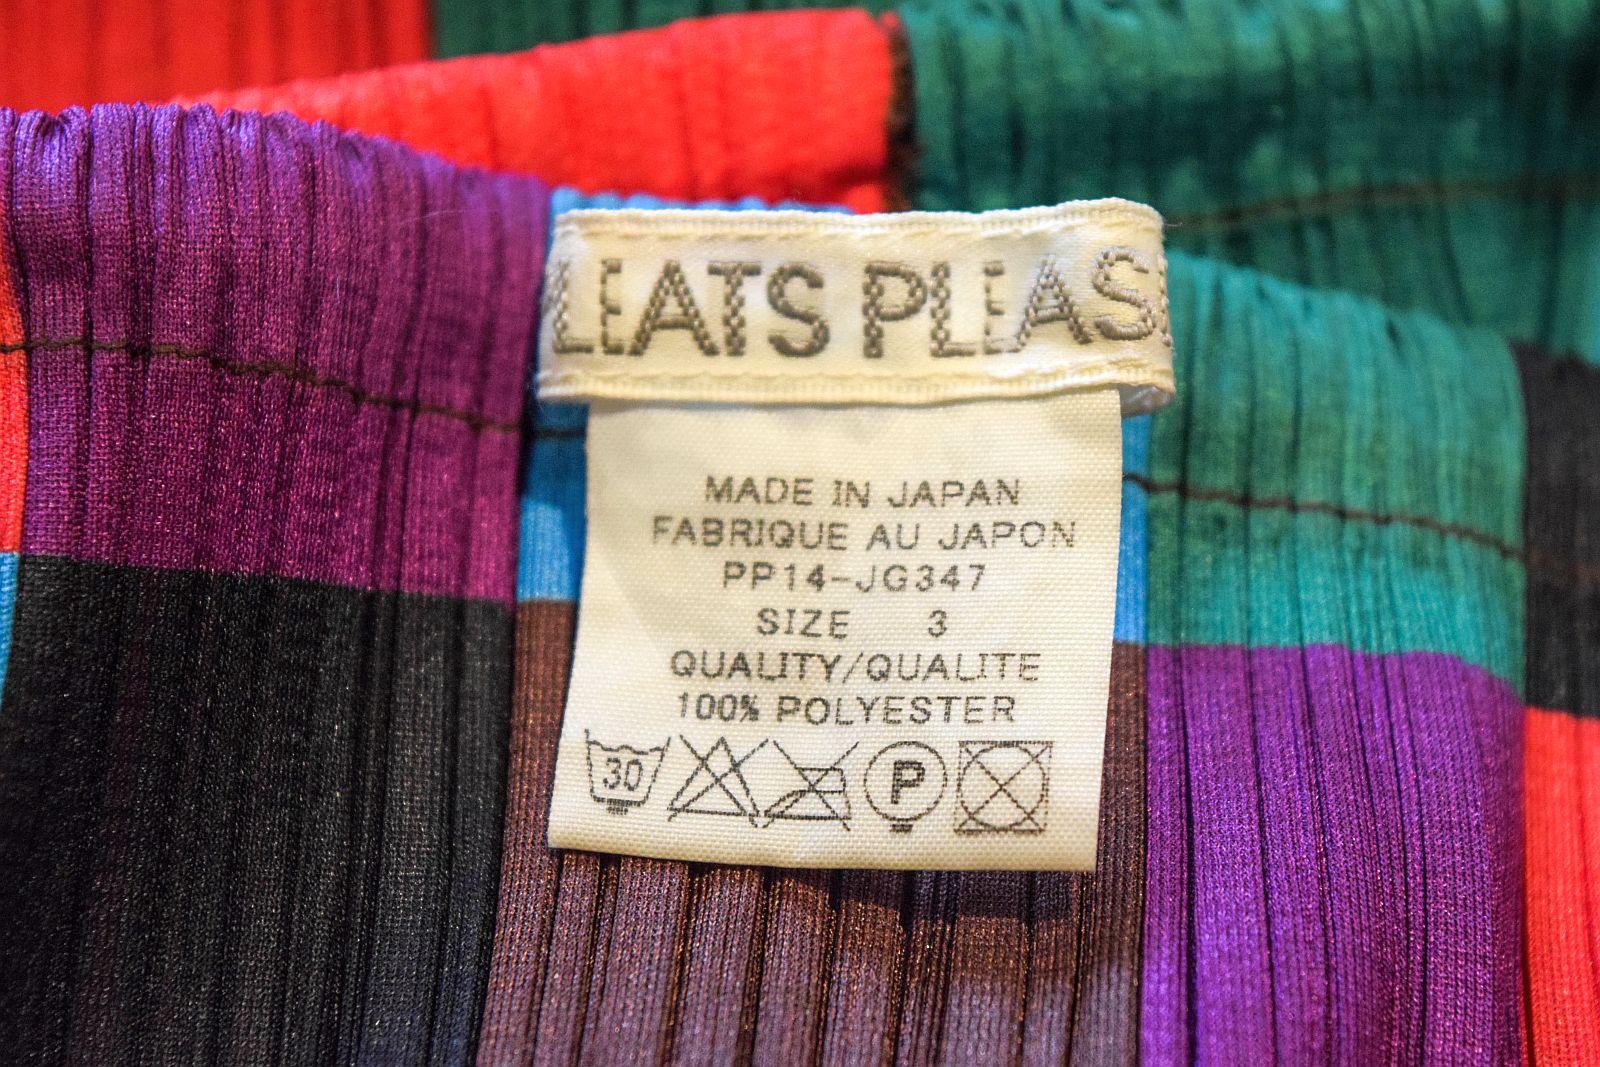 LEATS PLEAS
MADE IN JAPAN
FABRIQUE AU JAPON
PP14-JG347
SIZE 3
QUALITY/QUALITE
100% POLYESTER
30 P